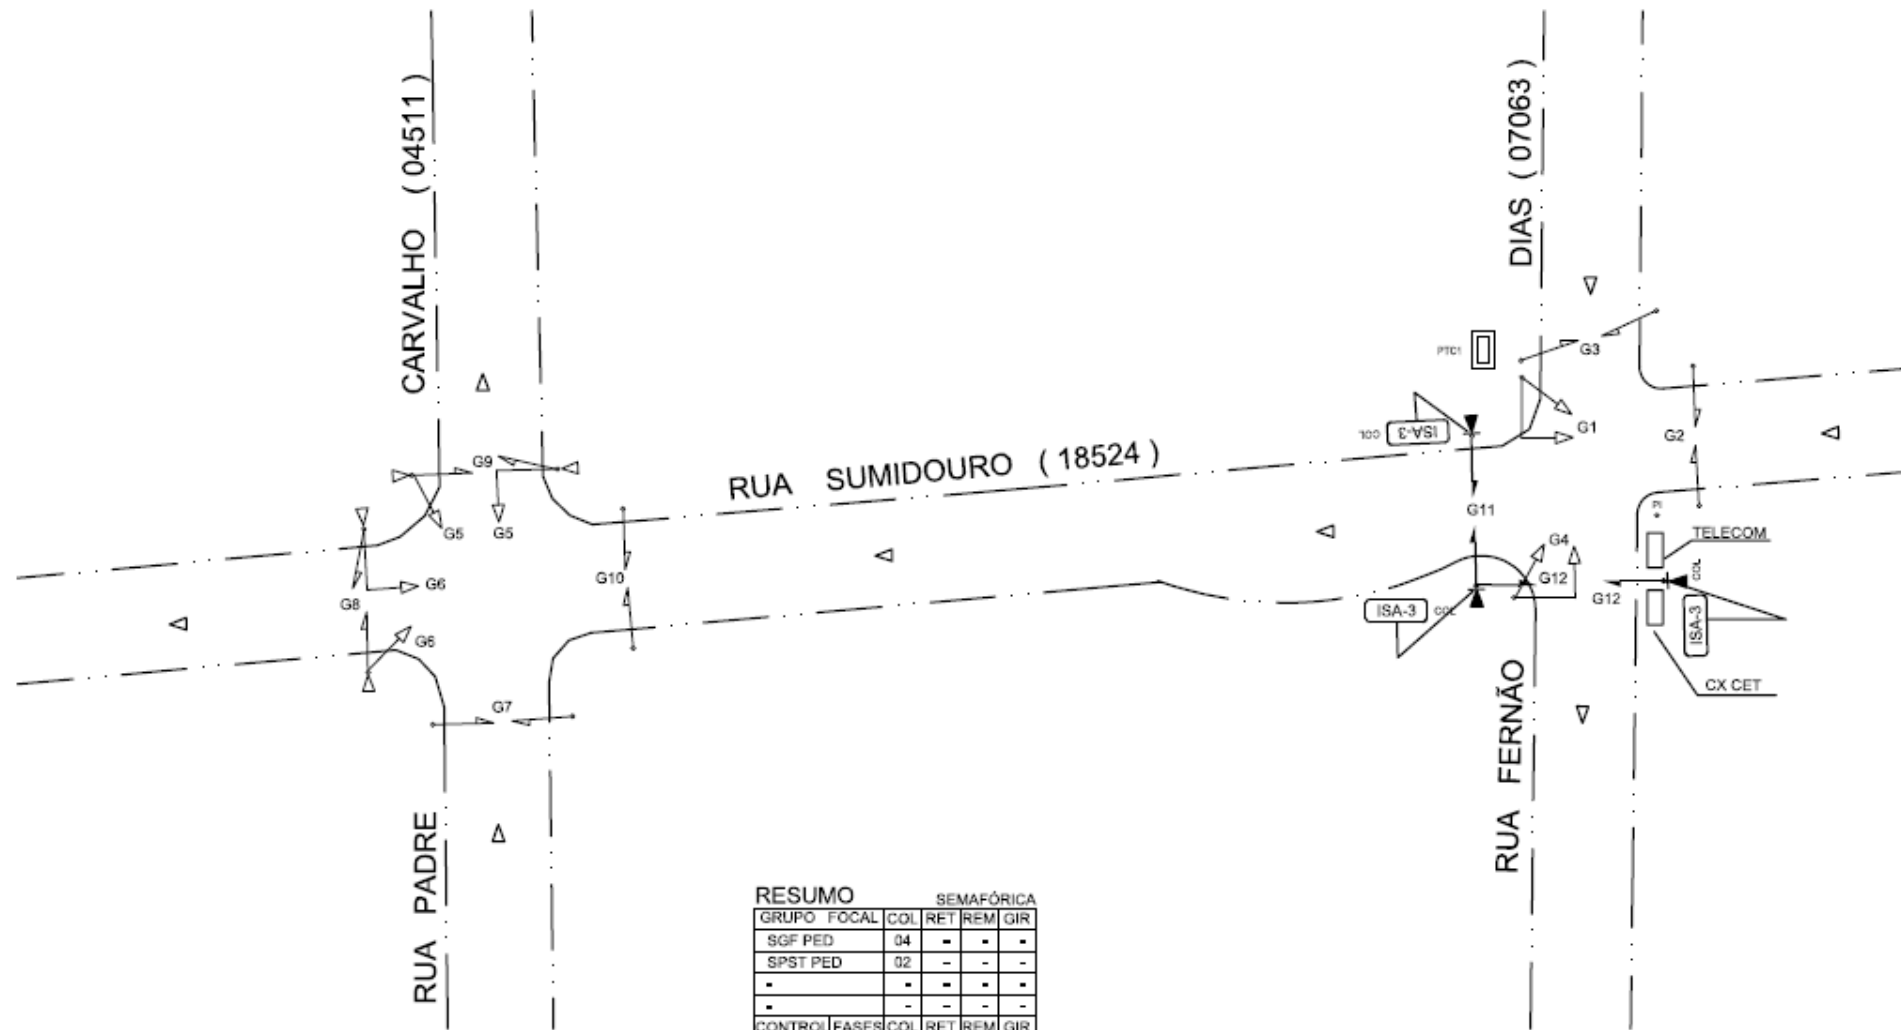 CARVALHO ( 04511 )
DIAS ( 07063 )
PTC1
G3
G1
G2
COL ISA-3
G9
G5
G5
RUA SUMIDOURO ( 18524 )
G11
PI
TELECOM
G4
G10
G6
G8
G12
G12
COL
ISA-3 COL
ISA-3
G6
CX CET
G7
RUA PADRE
RUA FERNÃO
RESUMO SEMAFÓRICA
GRUPO FOCAL COL RET REM GIR
SGF PED 04 - - -
SPST PED 02 - - -
- - - - -
- - - - -
CONTROL FASES COL RET REM GIR